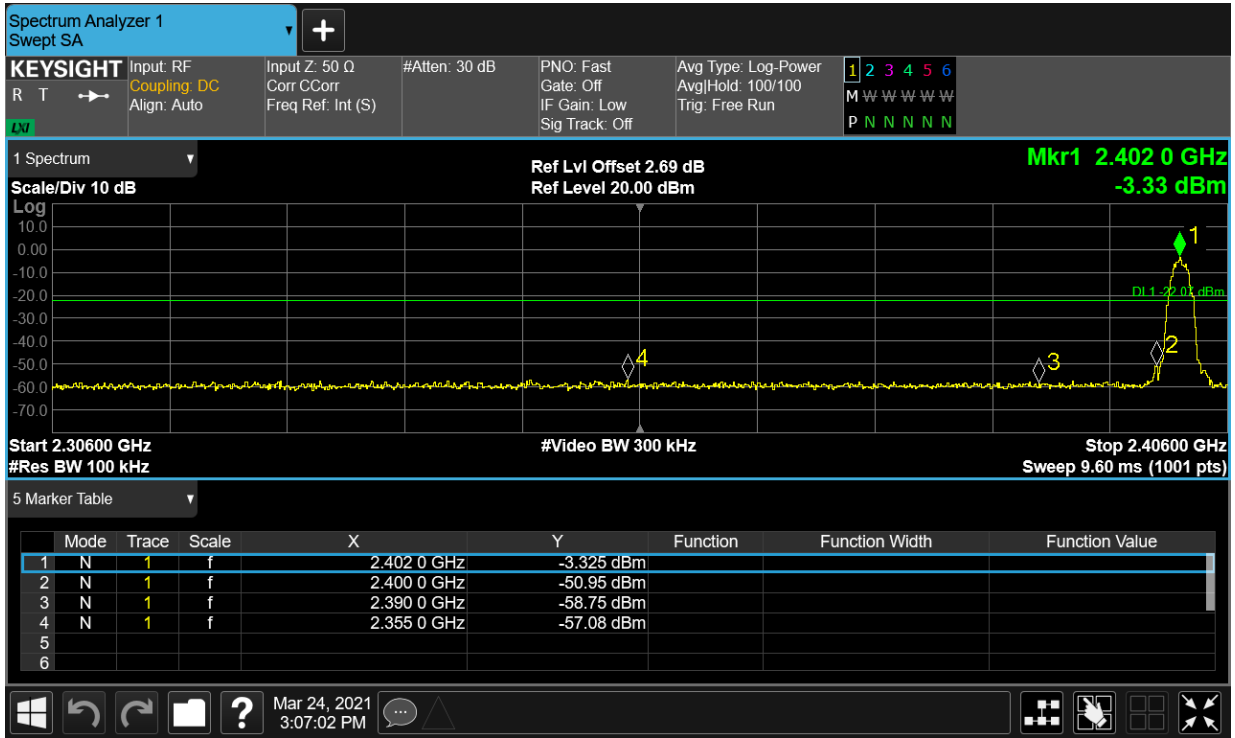 Spectrum Analyzer 1
Swept SA
KEYSIGHT
R T
LXI
Input: RF
Coupling: DC
Align: Auto
Input Z: 50 Ω
Corr CCorr
Freq Ref: Int (S)
#Atten: 30 dB
PNO: Fast
Gate: Off
IF Gain: Low
Sig Track: Off
Avg Type: Log-Power
Avg|Hold: 100/100
Trig: Free Run
1 2 3 4 5 6
M W W W W W
P N N N N N
1 Spectrum
Scale/Div 10 dB
Ref Lvl Offset 2.69 dB
Ref Level 20.00 dBm
Mkr1 2.402 0 GHz
-3.33 dBm
Log
10.0
0.00
-10.0
-20.0
-30.0
-40.0
-50.0
-60.0
-70.0
1
DL1 -22.07 dBm
2
3
4
Start 2.30600 GHz
#Res BW 100 kHz
#Video BW 300 kHz
Stop 2.40600 GHz
Sweep 9.60 ms (1001 pts)
5 Marker Table
Mode Trace Scale X Y Function Function Width Function Value
1 N 1 f 2.402 0 GHz -3.325 dBm
2 N 1 f 2.400 0 GHz -50.95 dBm
3 N 1 f 2.390 0 GHz -58.75 dBm
4 N 1 f 2.355 0 GHz -57.08 dBm
5
6
?
Mar 24, 2021
3:07:02 PM